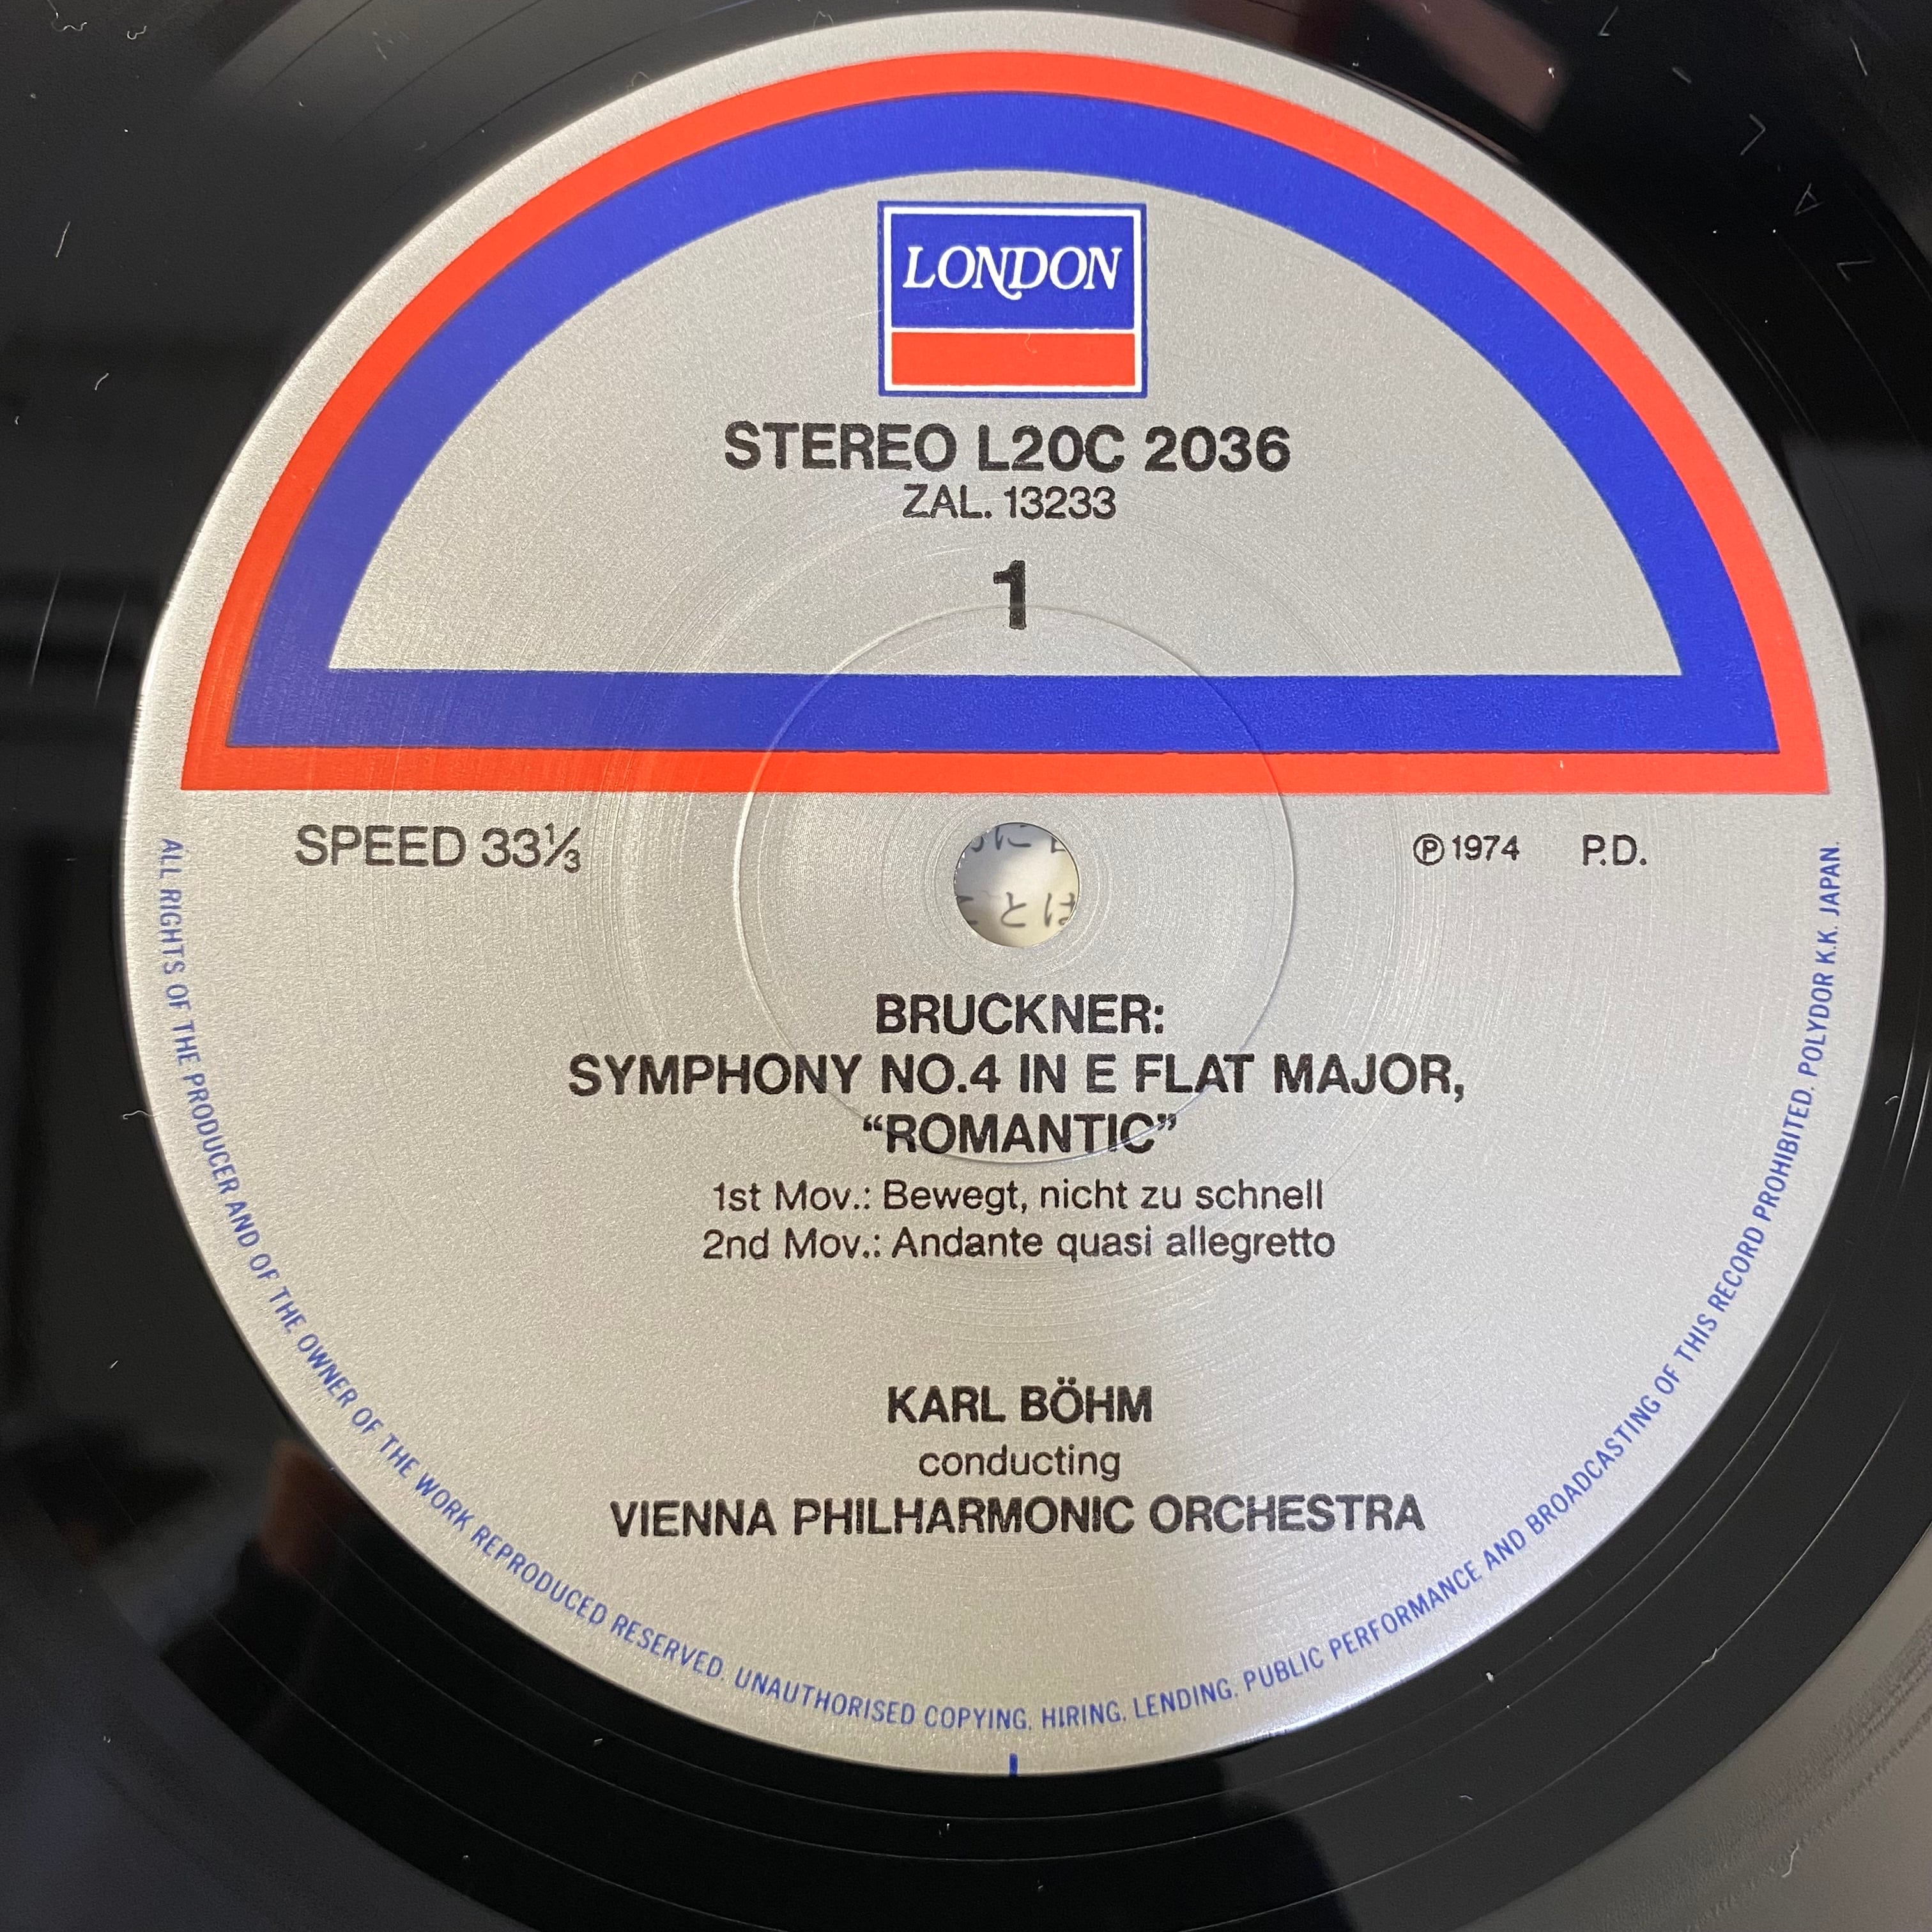 LONDON
STEREO L20C 2036
ZAL. 13233
1
SPEED 33⅓
Ⓟ1974 P.D.
BRUCKNER:
SYMPHONY NO.4 IN E FLAT MAJOR,
“ROMANTIC”
1st Mov.: Bewegt, nicht zu schnell
2nd Mov.: Andante quasi allegretto
KARL BÖHM
conducting
VIENNA PHILHARMONIC ORCHESTRA
ALL RIGHTS OF THE PRODUCER AND OF THE OWNER OF THE WORK REPRODUCED RESERVED. UNAUTHORISED COPYING. HIRING. LENDING. PUBLIC PERFORMANCE AND BROADCASTING OF THIS RECORD PROHIBITED. POLYDOR K.K. JAPAN.
とは